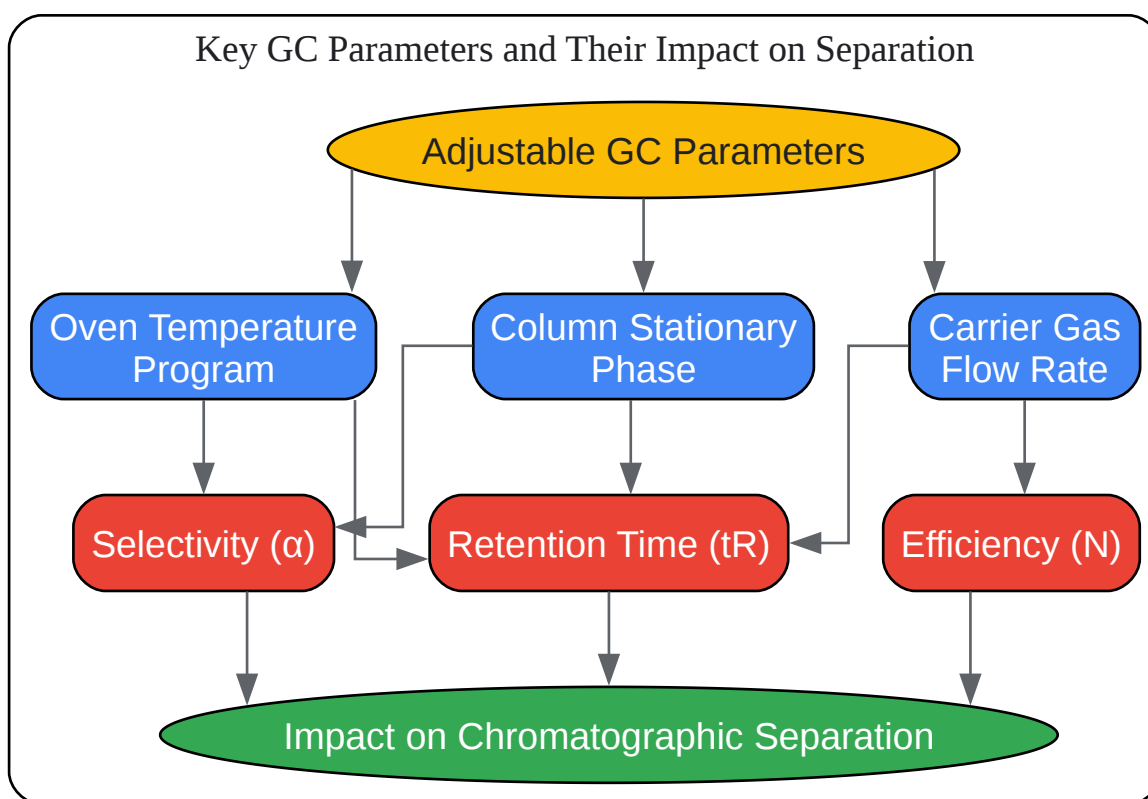 Key GC Parameters and Their Impact on Separation
Adjustable GC Parameters
Oven Temperature
Program
Column Stationary
Phase
Carrier Gas
Flow Rate
Selectivity (α)
Retention Time (tR)
Efficiency (N)
Impact on Chromatographic Separation